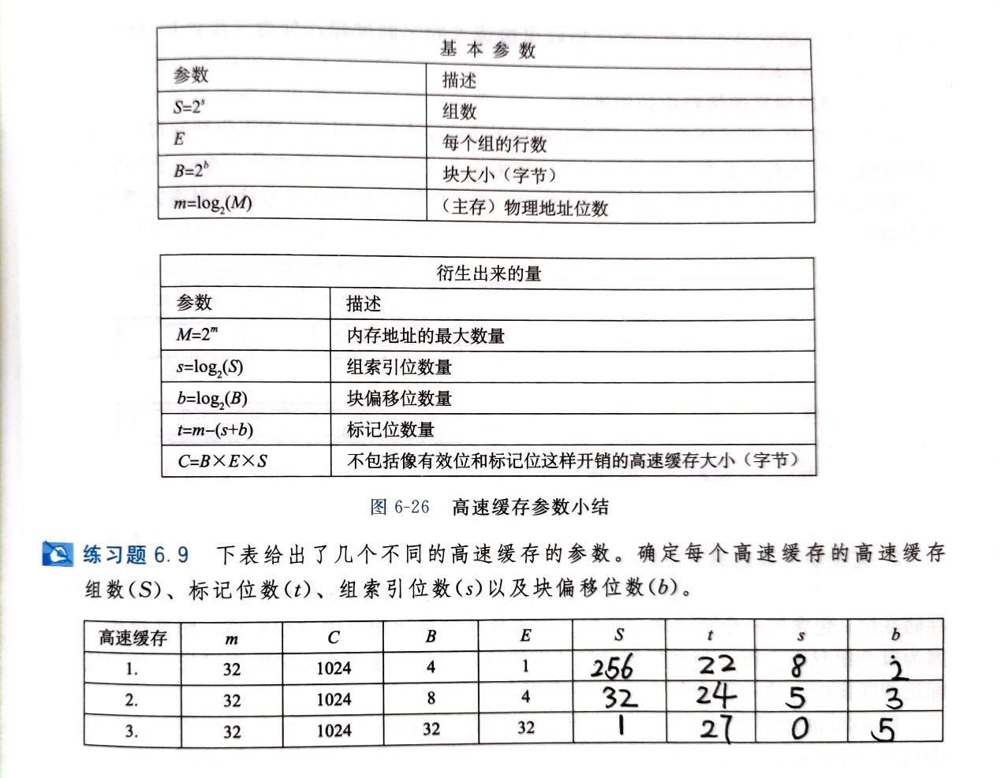 基本参数
参数 描述
S=2ˢ 组数
E 每个组的行数
B=2ᵇ 块大小（字节）
m=log₂(M) （主存）物理地址位数
衍生出来的量
参数 描述
M=2ᵐ 内存地址的最大数量
s=log₂(S) 组索引位数量
b=log₂(B) 块偏移位数量
t=m−(s+b) 标记位数量
C=B×E×S 不包括像有效位和标记位这样开销的高速缓存大小（字节）
图 6-26 高速缓存参数小结
练习题 6.9 下表给出了几个不同的高速缓存的参数。确定每个高速缓存的高速缓存
组数(S)、标记位数(t)、组索引位数(s)以及块偏移位数(b)。
高速缓存 m C B E S t s b
1. 32 1024 4 1 256 22 8 2
2. 32 1024 8 4 32 24 5 3
3. 32 1024 32 32 1 27 0 5